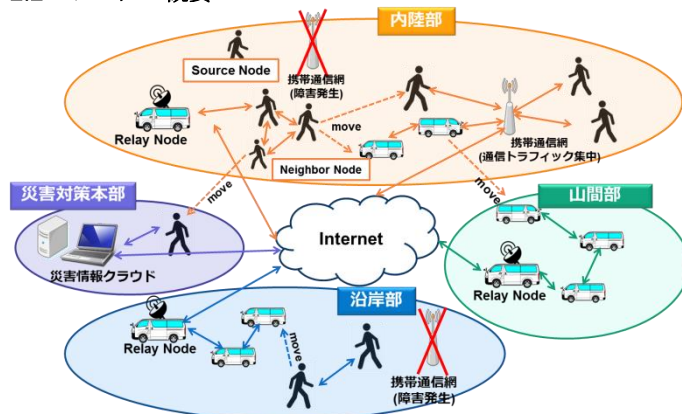 内陸部
Source Node
携帯通信網
(障害発生)
Relay Node
move
Neighbor Node
携帯通信網
(通信トラフィック集中)
move
move
災害対策本部
山間部
災害情報クラウド
Internet
Relay Node
沿岸部
Relay Node
move
携帯通信網
(障害発生)